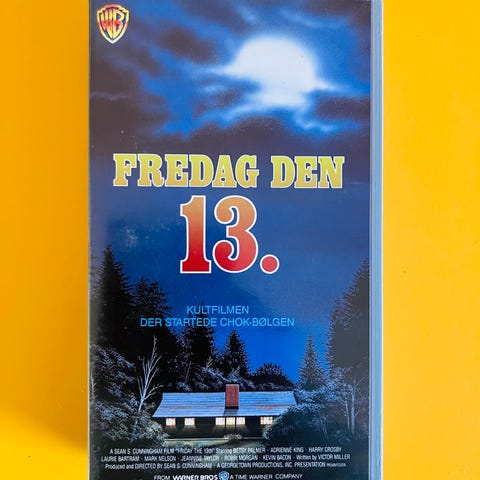 WB
FREDAG DEN
13.
KULTFILMEN
DER STARTEDE CHOK-BØLGEN
A SEAN S. CUNNINGHAM FILM "FRIDAY THE 13th" Starring BETSY PALMER · ADRIENNE KING · HARRY CROSBY
LAURIE BARTRAM · MARK NELSON · JEANNINE TAYLOR · ROBBI MORGAN · KEVIN BACON · Written by VICTOR MILLER
Produced and DIRECTED BY SEAN S. CUNNINGHAM · A GEORGETOWN PRODUCTIONS, INC. PRESENTATION
FROM WARNER BROS A TIME WARNER COMPANY